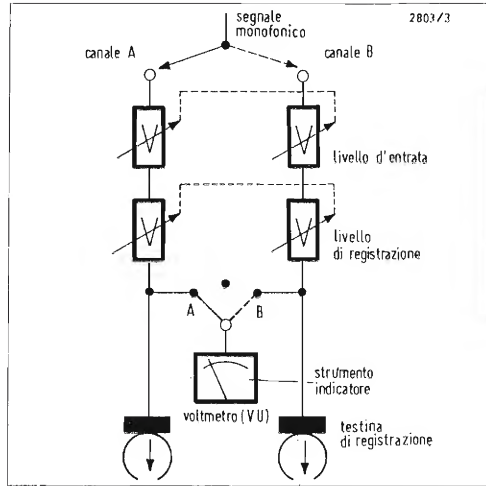 segnale
monofonico
2803/3
canale A
canale B
V
V
livello d'entrata
V
V
livello
di registrazione
A
B
strumento
indicatore
voltmetro (VU)
testina
di registrazione